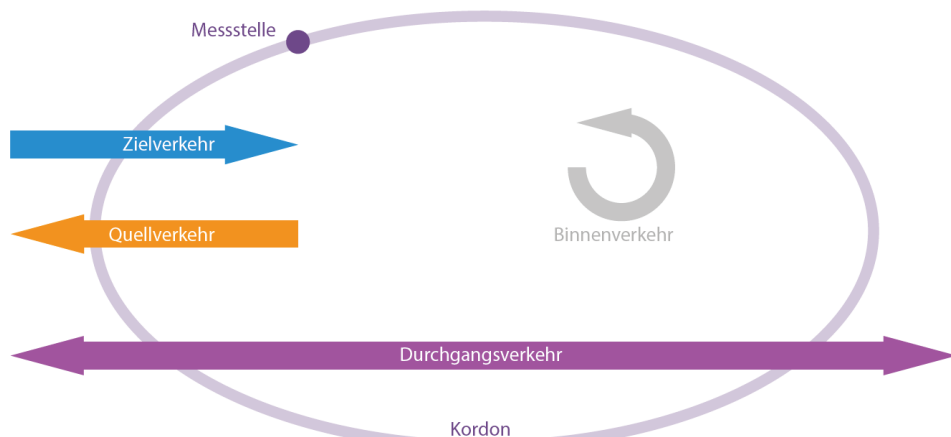 Messstelle
Zielverkehr
Quellverkehr
Binnenverkehr
Durchgangsverkehr
Kordon